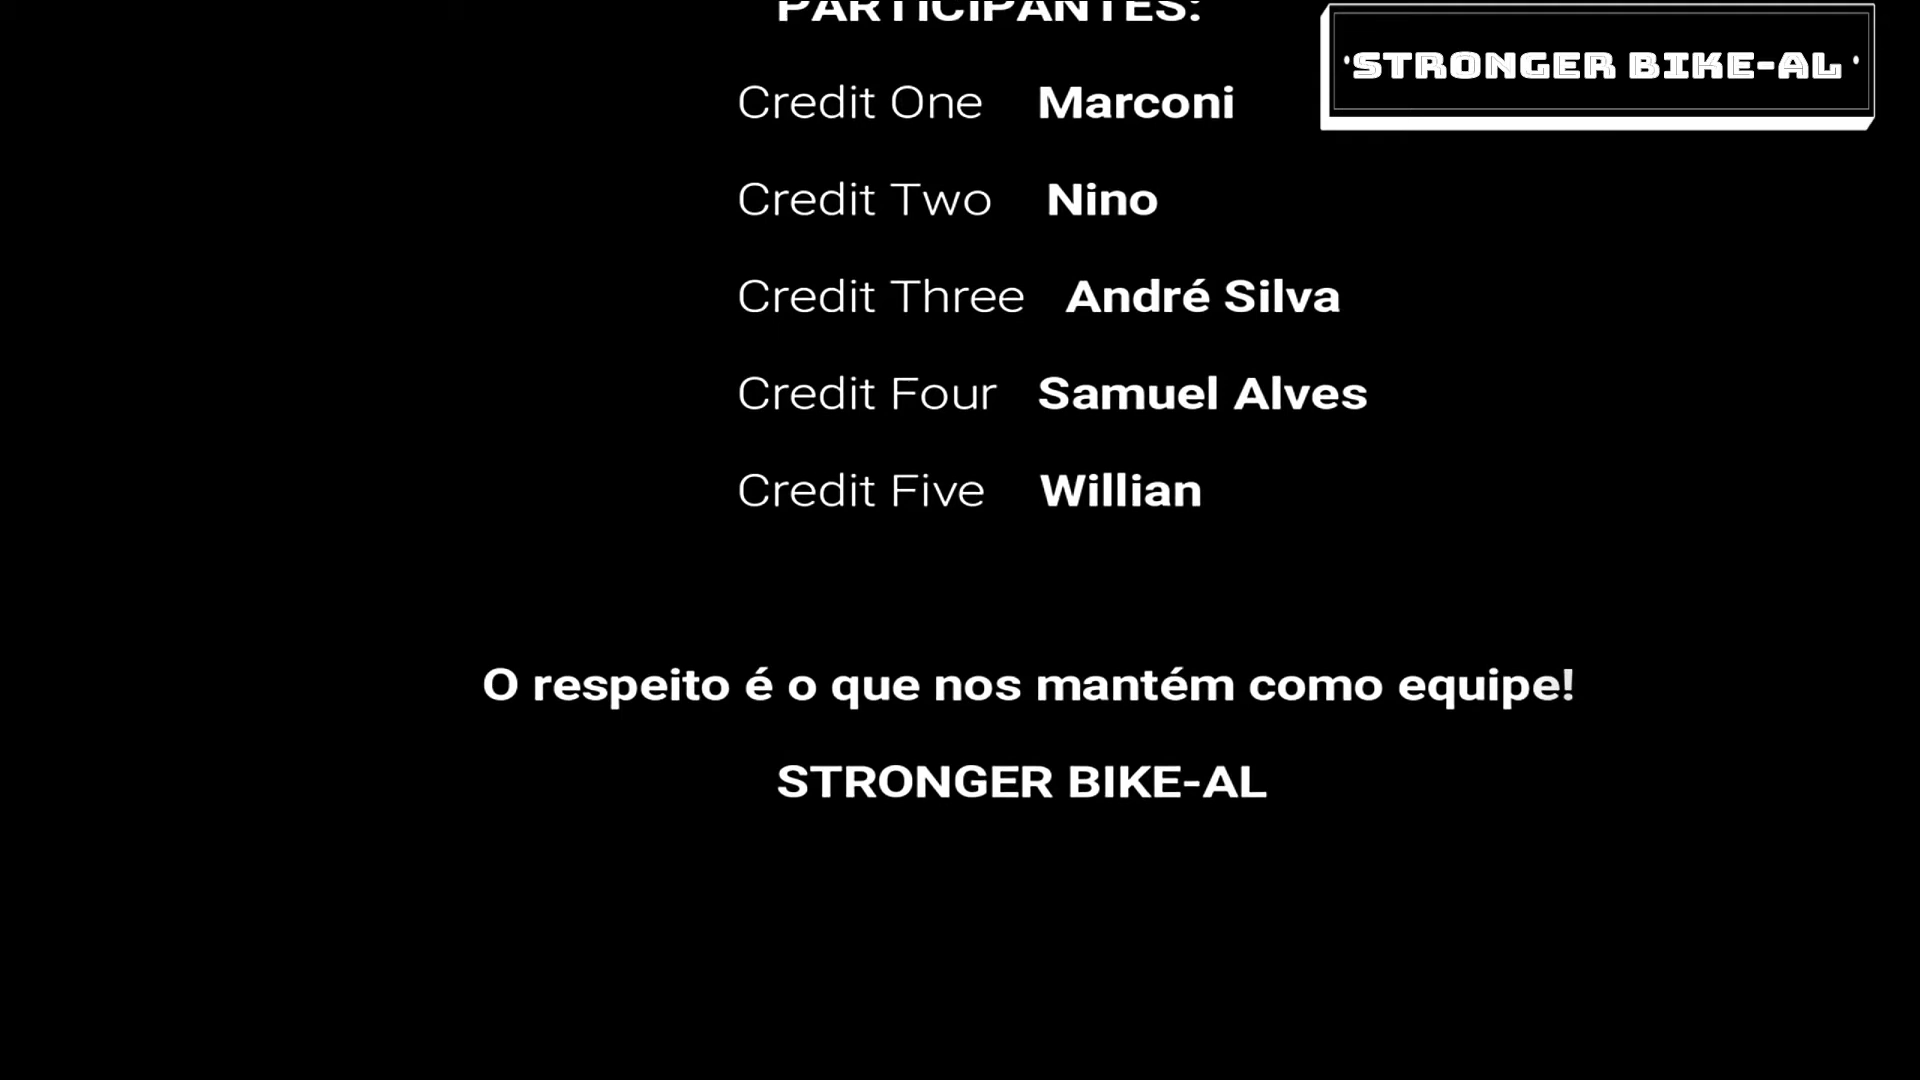 PARTICIPANTES:
STRONGER BIKE-AL
Credit One Marconi
Credit Two Nino
Credit Three André Silva
Credit Four Samuel Alves
Credit Five Willian
O respeito é o que nos mantém como equipe!
STRONGER BIKE-AL